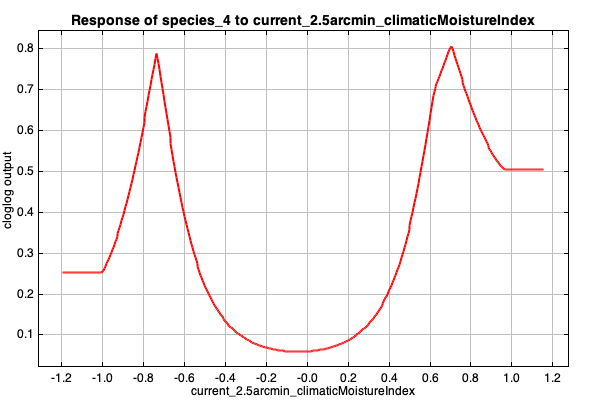 Response of species_4 to current_2.5arcmin_climaticMoistureIndex
0.8
0.7
0.6
0.5
0.4
0.3
0.2
0.1
cloglog output
-1.2 -1.0 -0.8 -0.6 -0.4 -0.2 -0.0 0.2 0.4 0.6 0.8 1.0 1.2
current_2.5arcmin_climaticMoistureIndex